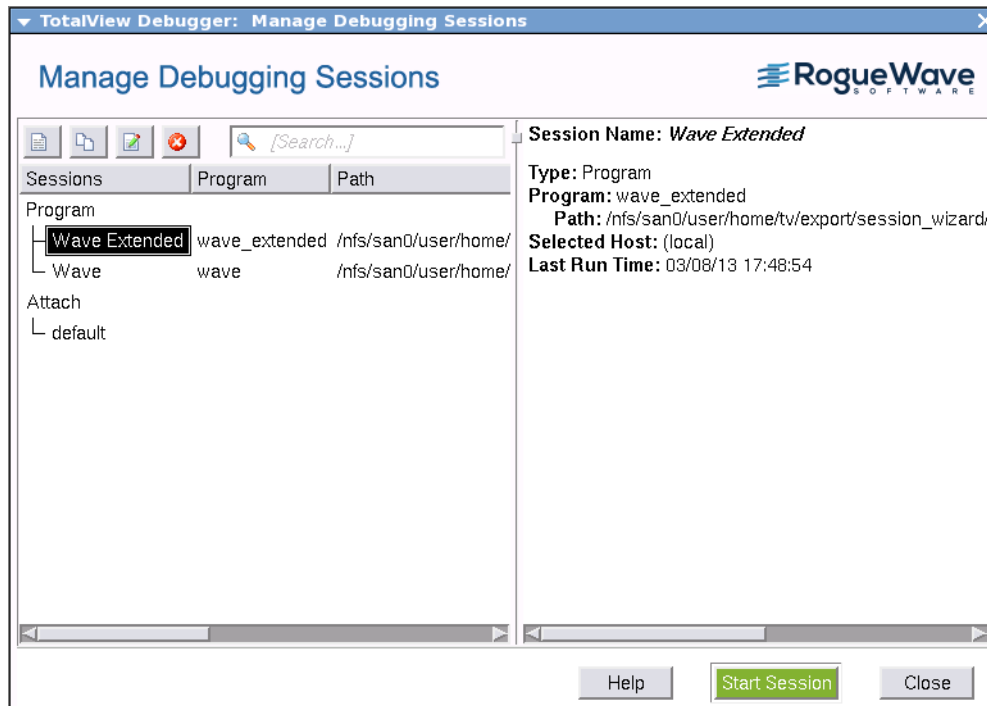 TotalView Debugger: Manage Debugging Sessions
Manage Debugging Sessions
RogueWave
SOFTWARE
[Search...]
Sessions Program Path
Program
Wave Extended wave_extended /nfs/san0/user/home/
Wave wave /nfs/san0/user/home/
Attach
default
Session Name: Wave Extended
Type: Program
Program: wave_extended
Path: /nfs/san0/user/home/tv/export/session_wizard/
Selected Host: (local)
Last Run Time: 03/08/13 17:48:54
Help Start Session Close